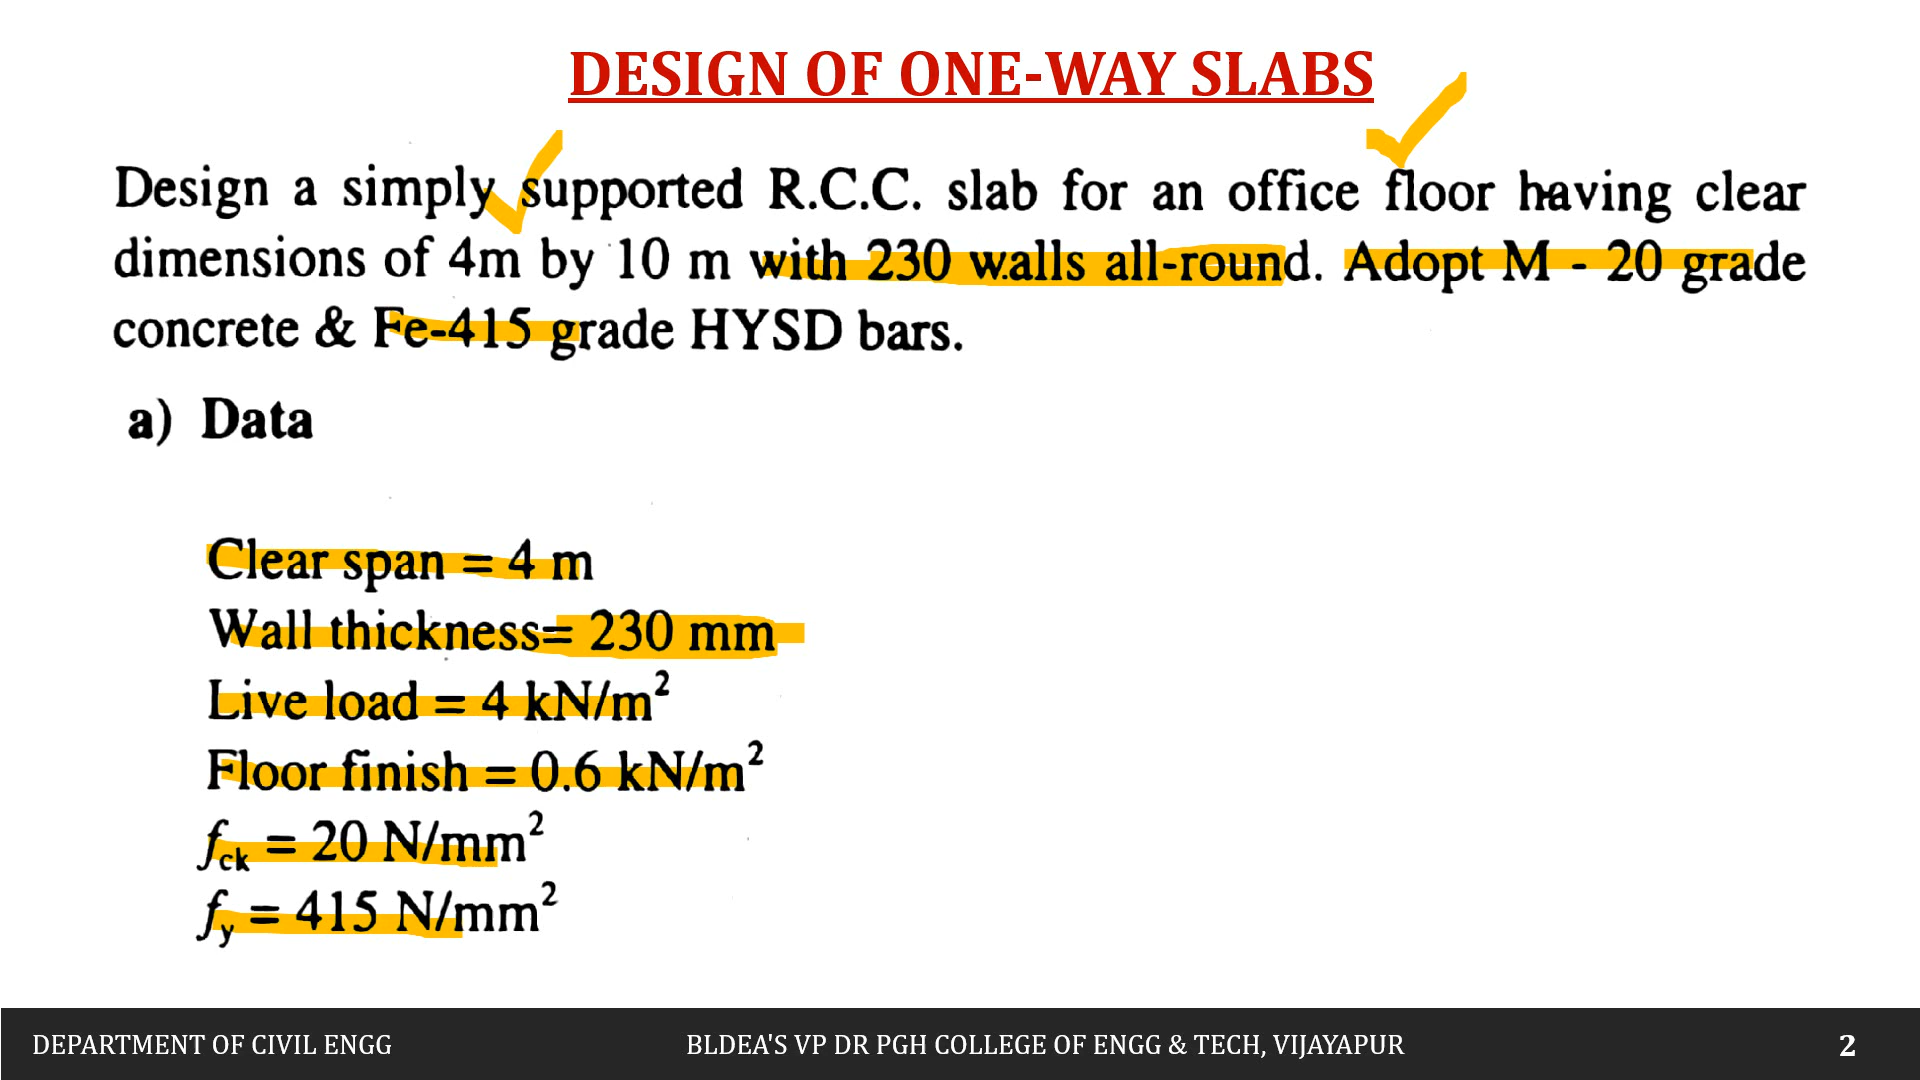 DESIGN OF ONE-WAY SLABS
Design a simply supported R.C.C. slab for an office floor having clear
dimensions of 4m by 10 m with 230 walls all-round. Adopt M - 20 grade
concrete & Fe-415 grade HYSD bars.
a) Data
Clear span = 4 m
Wall thickness= 230 mm
Live load = 4 kN/m²
Floor finish = 0.6 kN/m²
fck = 20 N/mm²
fy = 415 N/mm²
DEPARTMENT OF CIVIL ENGG BLDEA'S VP DR PGH COLLEGE OF ENGG & TECH, VIJAYAPUR 2